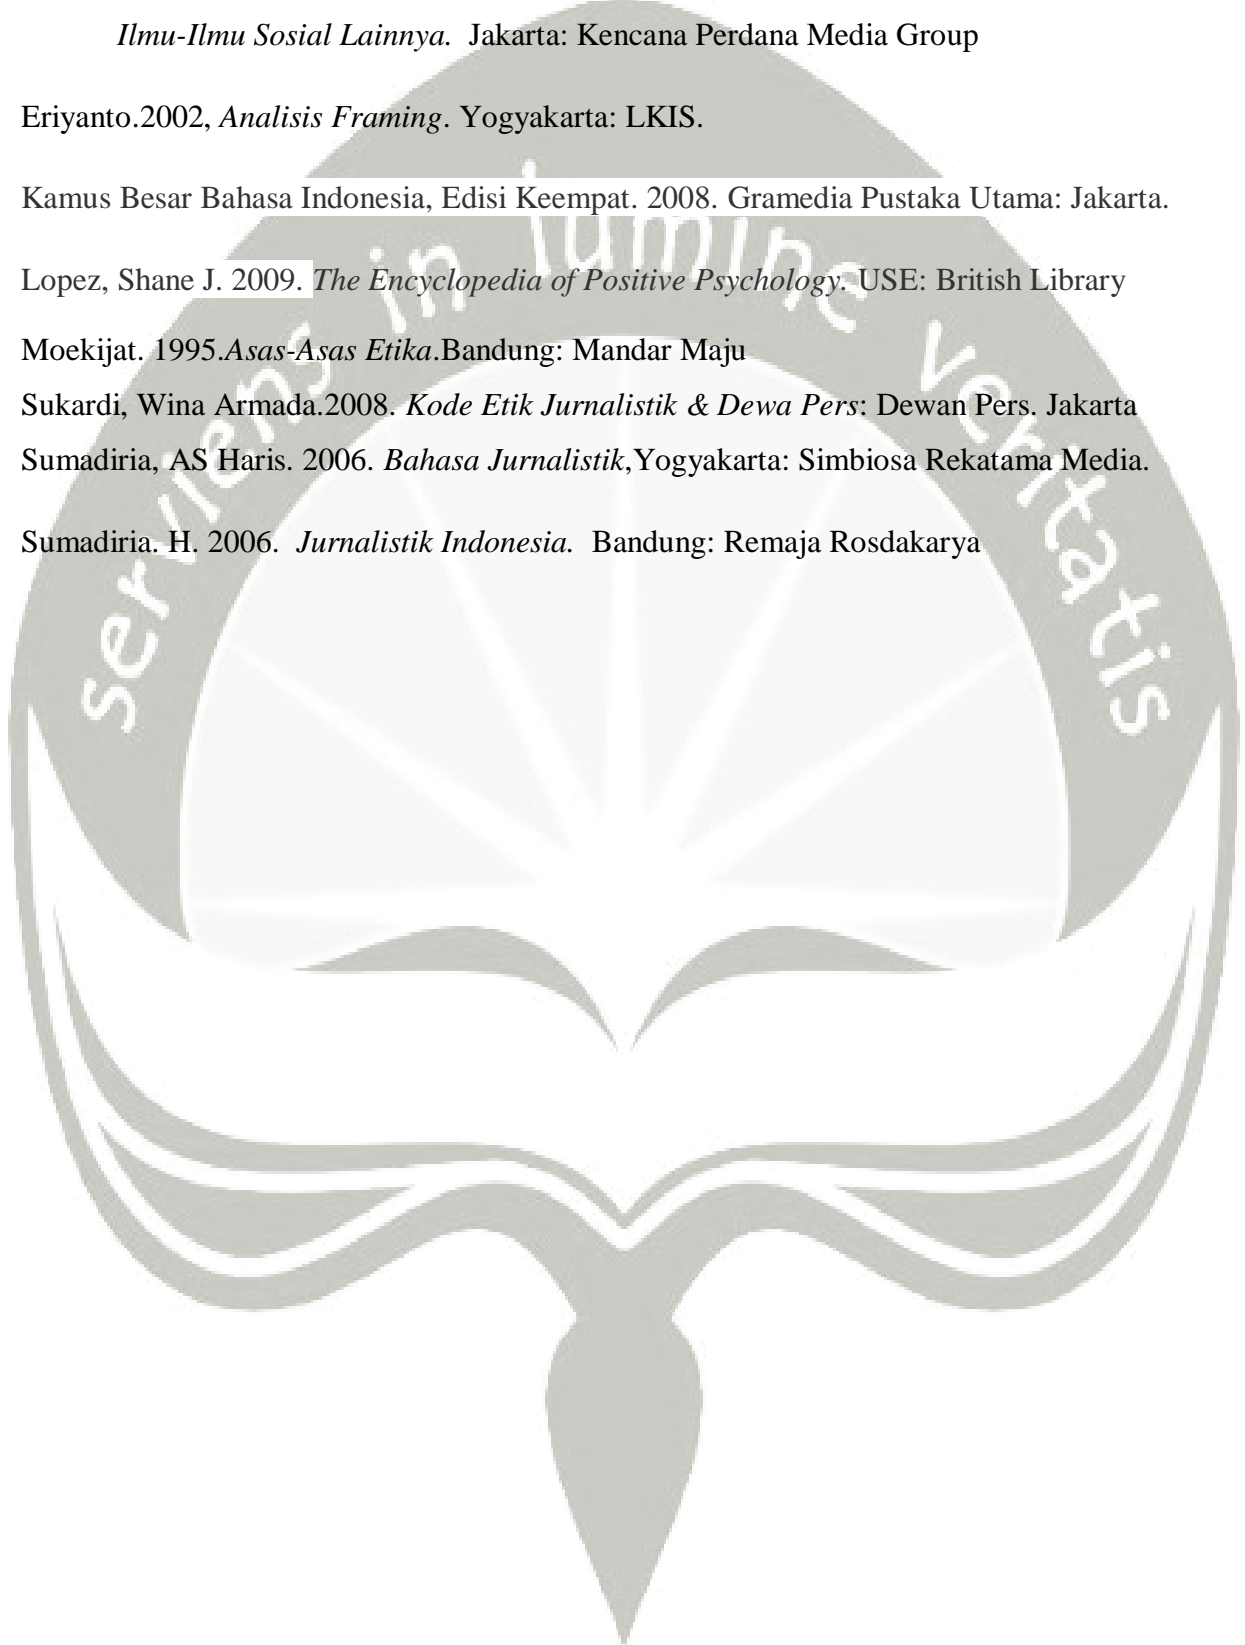 Ilmu-Ilmu Sosial Lainnya. Jakarta: Kencana Perdana Media Group
Eriyanto.2002, Analisis Framing. Yogyakarta: LKIS.
Kamus Besar Bahasa Indonesia, Edisi Keempat. 2008. Gramedia Pustaka Utama: Jakarta.
Lopez, Shane J. 2009. The Encyclopedia of Positive Psychology. USE: British Library
Moekijat. 1995.Asas-Asas Etika.Bandung: Mandar Maju
Sukardi, Wina Armada.2008. Kode Etik Jurnalistik & Dewa Pers: Dewan Pers. Jakarta
Sumadiria, AS Haris. 2006. Bahasa Jurnalistik,Yogyakarta: Simbiosa Rekatama Media.
Sumadiria. H. 2006. Jurnalistik Indonesia. Bandung: Remaja Rosdakarya
serviens in lumine veritatis